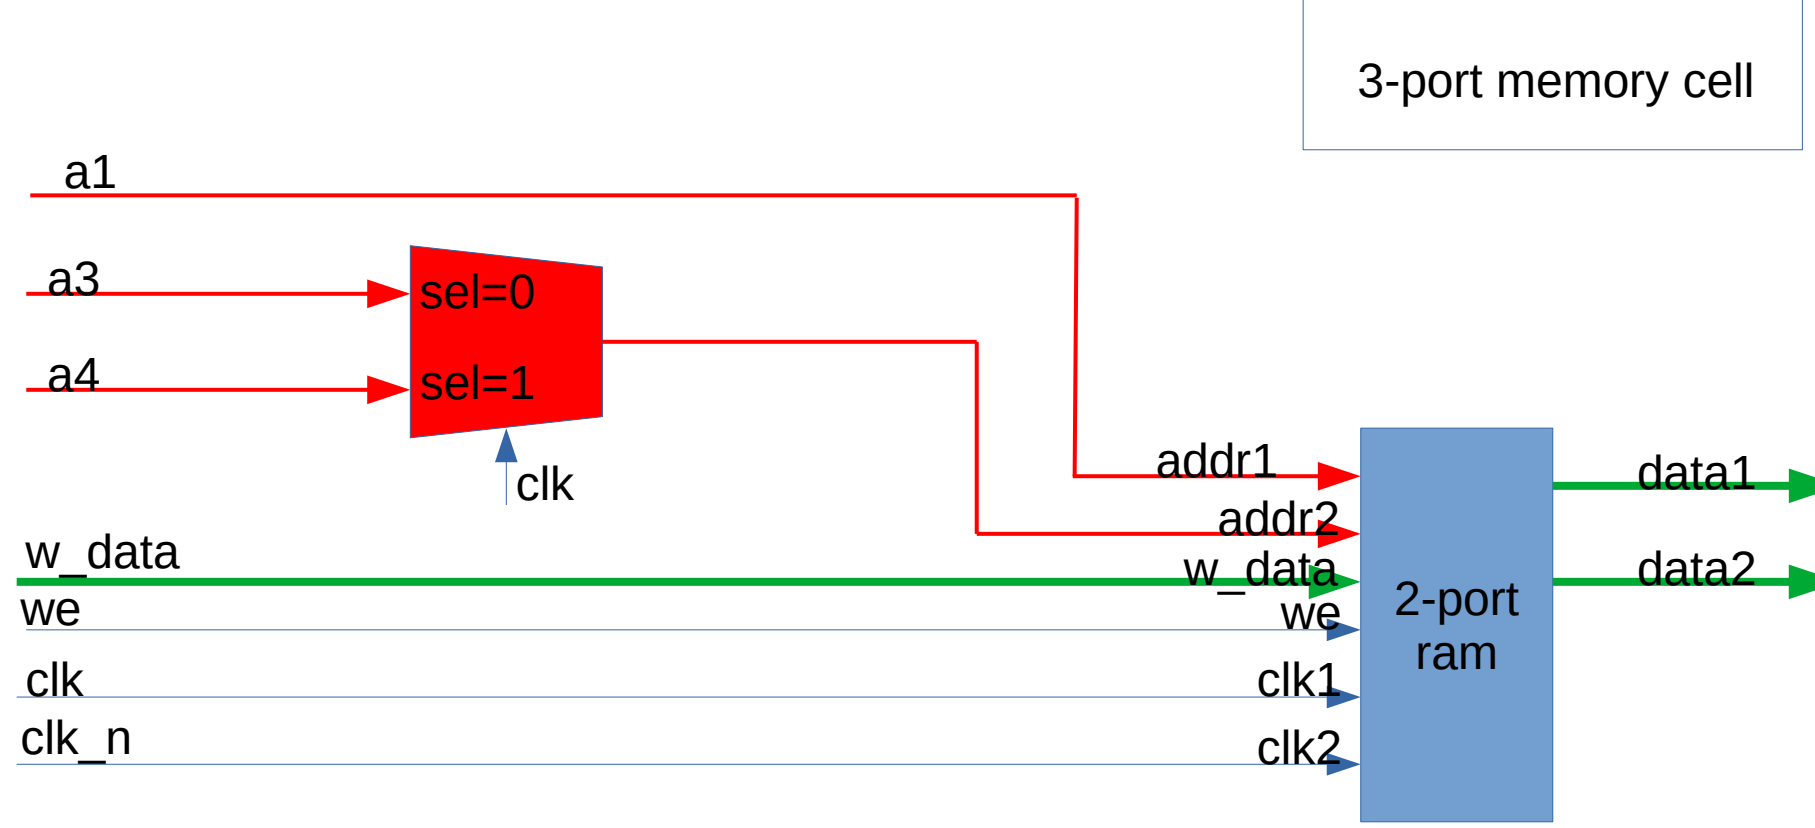 3-port memory cell
a1
a3
sel=0
a4
sel=1
clk
addr1
data1
addr2
w_data
w_data
data2
2-port
ram
we
we
clk
clk1
clk_n
clk2